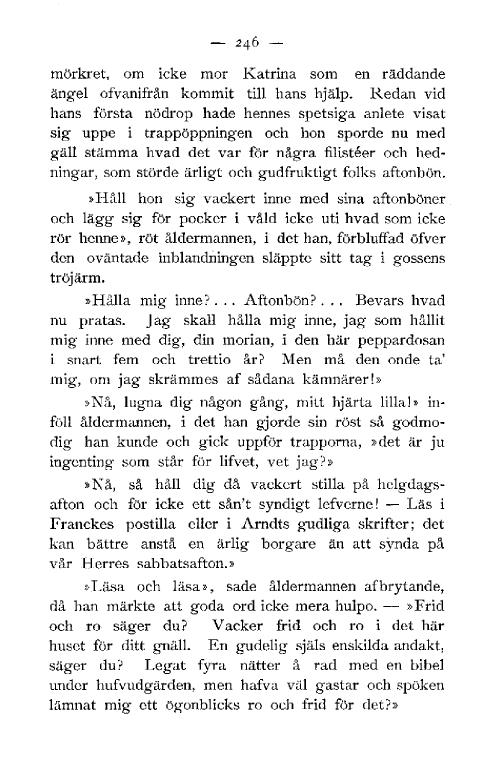 — 246 —
mörkret, om icke mor Katrina som en räddande
ängel ofvanifrån kommit till hans hjälp. Redan vid
hans första nödrop hade hennes spetsiga anlete visat
sig uppe i trappöppningen och hon sporde nu med
gäll stämma hvad det var för några filistéer och hed-
ningar, som störde ärligt och gudfruktigt folks aftonbön.
»Håll hon sig vackert inne med sina aftonböner
och lägg sig för pocker i våld icke uti hvad som icke
rör henne», röt åldermannen, i det han, förbluffad öfver
den oväntade inblandningen släppte sitt tag i gossens
tröjärm.
»Hålla mig inne? . . . Aftonbön? . . . Bevars hvad
nu pratas. Jag skall hålla mig inne, jag som hållit
mig inne med dig, din morian, i den här peppardosan
i snart fem och trettio år? Men må den onde ta'
mig, om jag skrämmes af sådana kämnärer!»
»Nå, lugna dig någon gång, mitt hjärta lilla!» in-
föll åldermannen, i det han gjorde sin röst så godmo-
dig han kunde och gick uppför trapporna, »det är ju
ingenting som står för lifvet, vet jag?»
»Nå, så håll dig då vackert stilla på helgdags-
afton och för icke ett sån't syndigt lefverne! — Läs i
Franckes postilla eller i Arndts gudliga skrifter; det
kan bättre anstå en ärlig borgare än att synda på
vår Herres sabbatsafton.»
»Läsa och läsa», sade åldermannen afbrytande,
då han märkte att goda ord icke mera hulpo. — »Frid
och ro säger du? Vacker frid och ro i det här
huset för ditt gnäll. En gudelig själs enskilda andakt,
säger du? Legat fyra nätter å rad med en bibel
under hufvudgärden, men hafva väl gastar och spöken
lämnat mig ett ögonblicks ro och frid för det?»